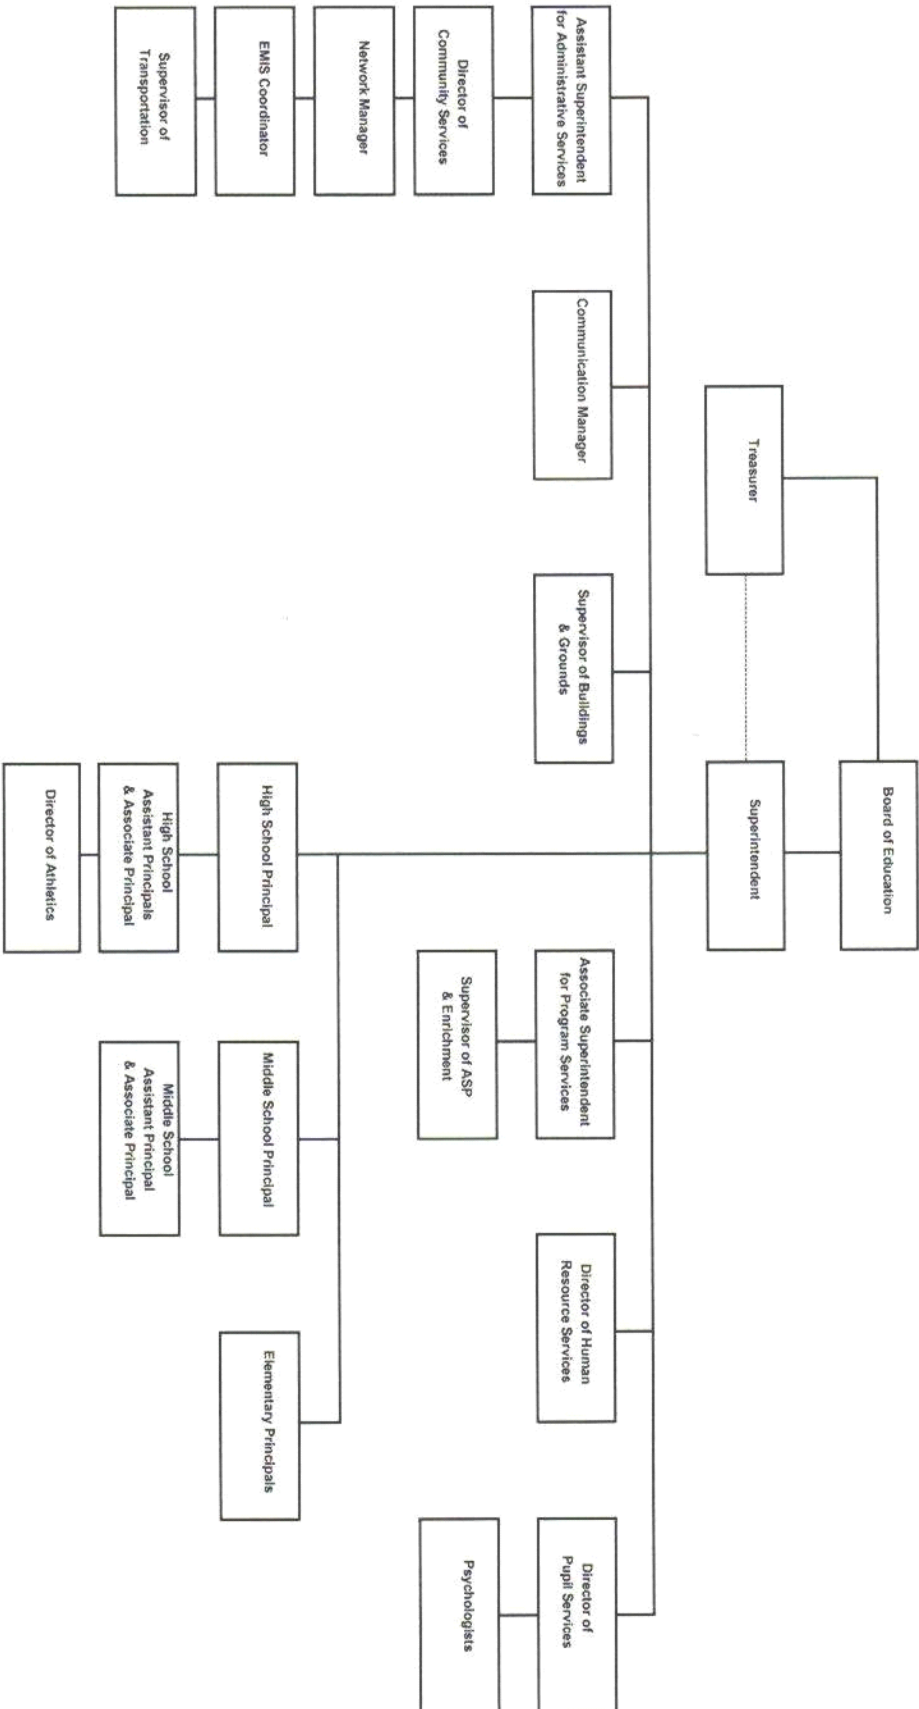 Board of Education
Treasurer
Superintendent
Assistant Superintendent
for Administrative Services
Communication Manager
Supervisor of Buildings
& Grounds
Associate Superintendent
for Program Services
Director of Human
Resource Services
Director of
Pupil Services
Director of
Community Services
Supervisor of ASP
& Enrichment
Psychologists
Network Manager
EMIS Coordinator
High School Principal
Middle School Principal
Elementary Principals
Supervisor of
Transportation
High School
Assistant Principals
& Associate Principal
Middle School
Assistant Principal
& Associate Principal
Director of Athletics